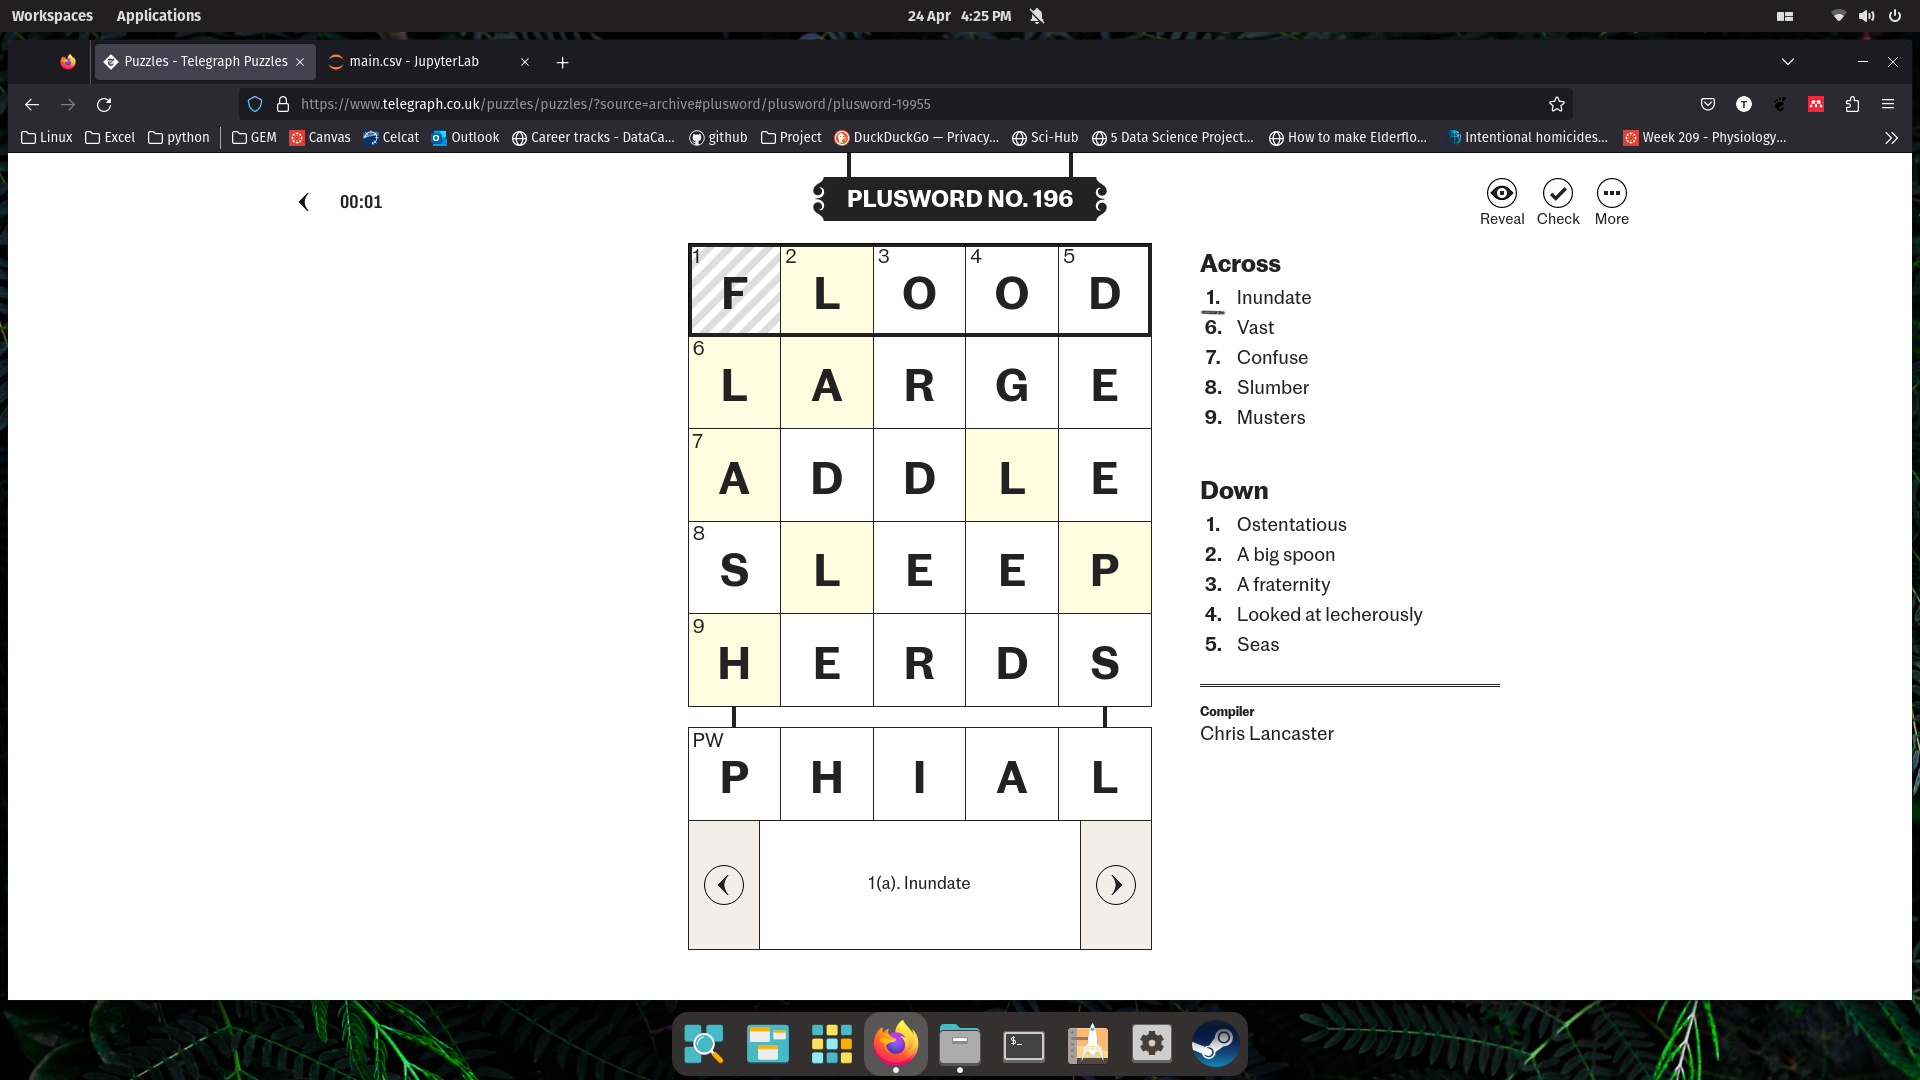 Workspaces Applications 24 Apr 4:25 PM
Puzzles - Telegraph Puzzles main.csv - JupyterLab
https://www.telegraph.co.uk/puzzles/puzzles/?source=archive#plusword/plusword/plusword-19955
Linux Excel python GEM Canvas Celcat Outlook Career tracks - DataCa... github Project DuckDuckGo — Privacy... Sci-Hub 5 Data Science Project... How to make Elderflo... Intentional homicides... Week 209 - Physiology...
00:01
PLUSWORD NO. 196
Reveal Check More
1 F 2 L 3 O 4 O 5 D
6 L A R G E
7 A D D L E
8 S L E E P
9 H E R D S
PW P H I A L
1(a). Inundate
Across
1. Inundate
6. Vast
7. Confuse
8. Slumber
9. Musters
Down
1. Ostentatious
2. A big spoon
3. A fraternity
4. Looked at lecherously
5. Seas
Compiler
Chris Lancaster
$_